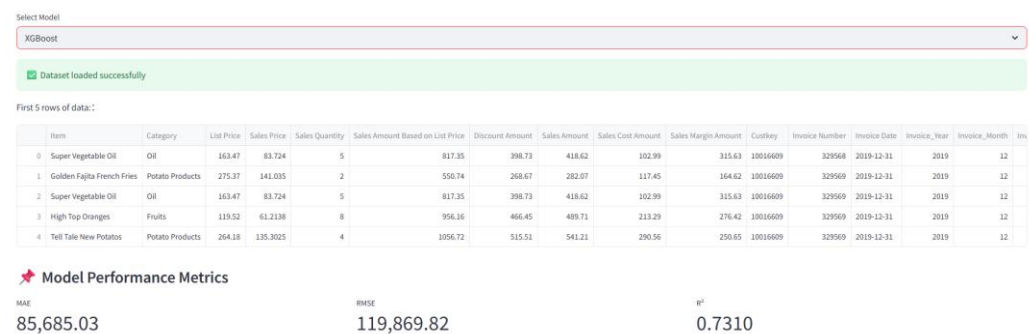 Select Model
XGBoost
Dataset loaded successfully
First 5 rows of data::
Item Category List Price Sales Price Sales Quantity Sales Amount Based on List Price Discount Amount Sales Amount Sales Cost Amount Sales Margin Amount Custkey Invoice Number Invoice Date Invoice_Year Invoice_Month
0 Super Vegetable Oil Oil 163.47 83.724 5 817.35 398.73 418.62 102.99 315.63 10016609 329568 2019-12-31 2019 12
1 Golden Fajita French Fries Potato Products 275.37 141.035 2 550.74 268.67 282.07 117.45 164.62 10016609 329569 2019-12-31 2019 12
2 Super Vegetable Oil Oil 163.47 83.724 5 817.35 398.73 418.62 102.99 315.63 10016609 329569 2019-12-31 2019 12
3 High Top Oranges Fruits 119.52 61.2138 8 956.16 466.45 489.71 213.29 276.42 10016609 329569 2019-12-31 2019 12
4 Tell Tale New Potatos Potato Products 264.18 135.3025 4 1056.72 515.51 541.21 290.56 250.65 10016609 329569 2019-12-31 2019 12
Model Performance Metrics
MAE RMSE R²
85,685.03 119,869.82 0.7310